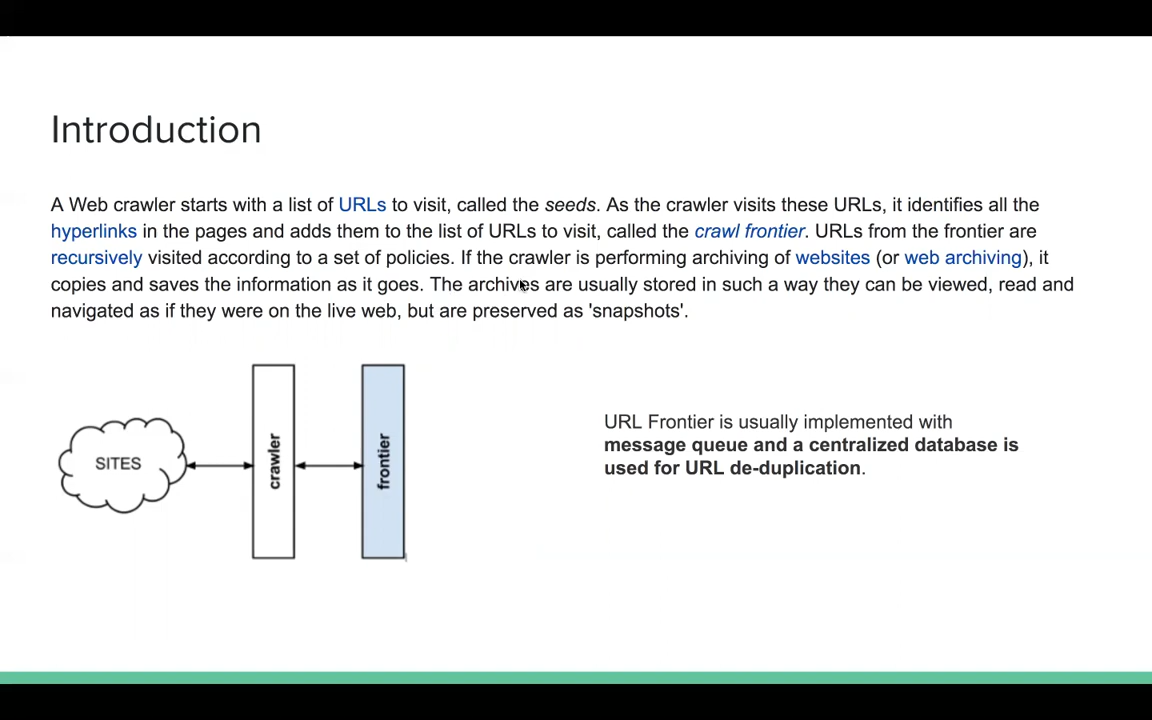 Introduction
A Web crawler starts with a list of URLs to visit, called the seeds. As the crawler visits these URLs, it identifies all the
hyperlinks in the pages and adds them to the list of URLs to visit, called the crawl frontier. URLs from the frontier are
recursively visited according to a set of policies. If the crawler is performing archiving of websites (or web archiving), it
copies and saves the information as it goes. The archives are usually stored in such a way they can be viewed, read and
navigated as if they were on the live web, but are preserved as 'snapshots'.
SITES
crawler
frontier
URL Frontier is usually implemented with
message queue and a centralized database is
used for URL de-duplication.